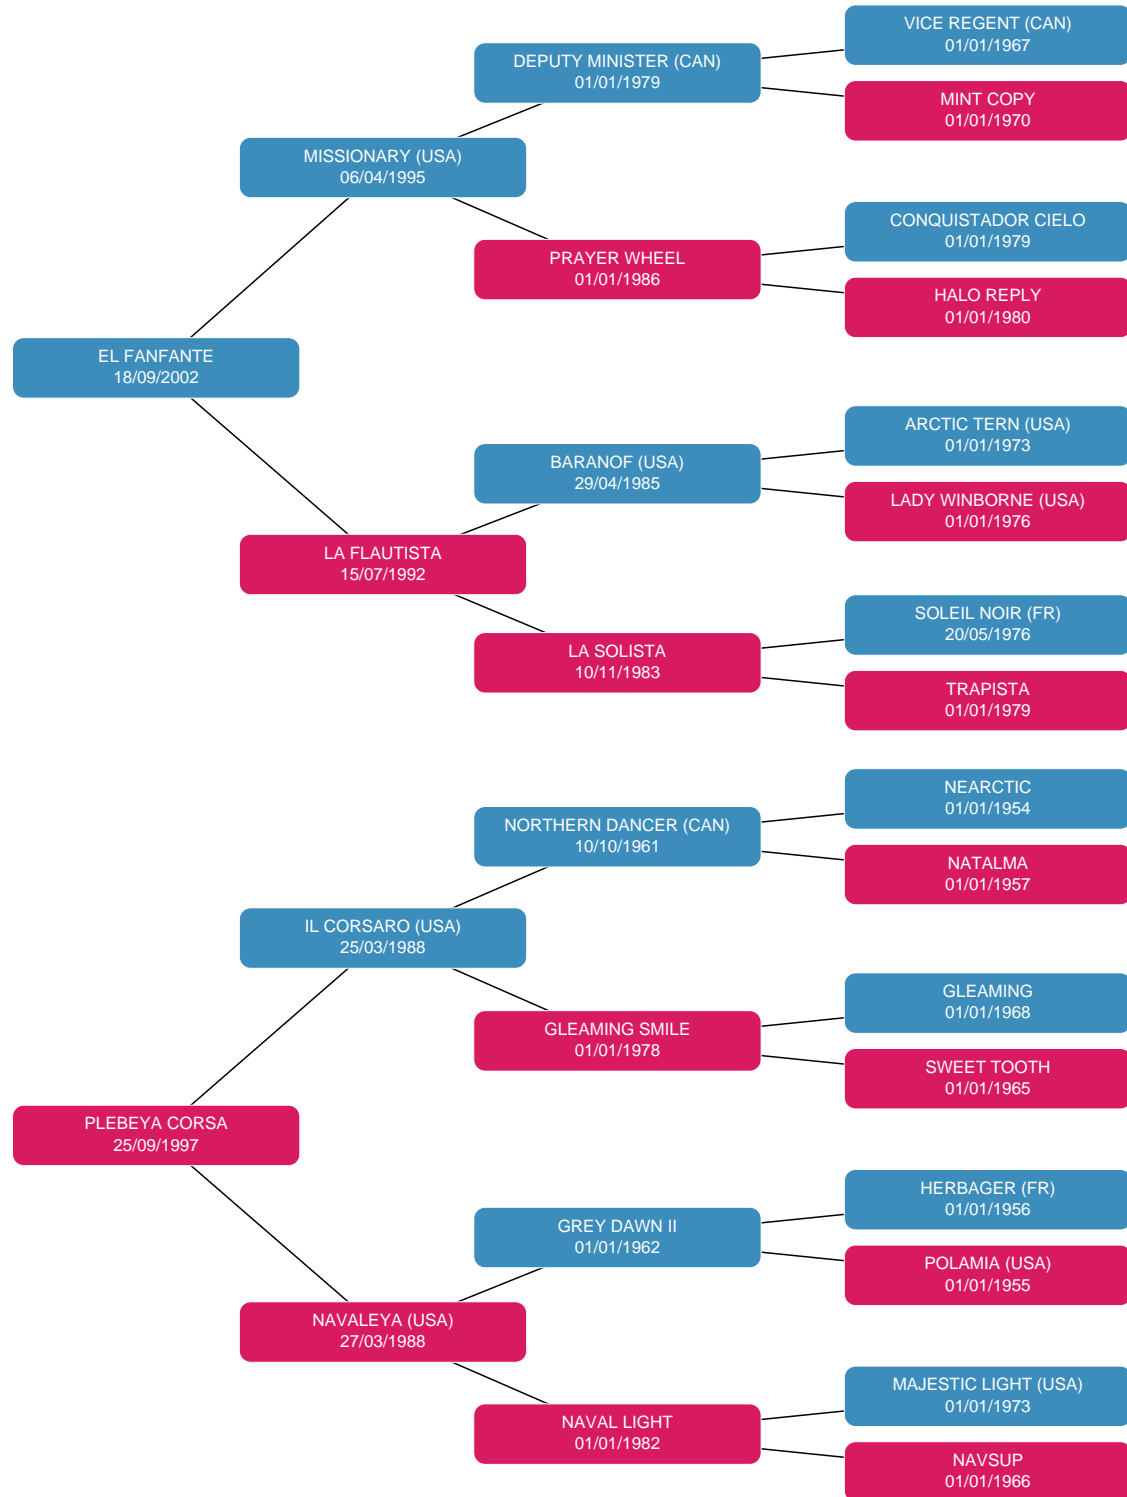 VICE REGENT (CAN)
01/01/1967
DEPUTY MINISTER (CAN)
01/01/1979
MINT COPY
01/01/1970
MISSIONARY (USA)
06/04/1995
CONQUISTADOR CIELO
01/01/1979
PRAYER WHEEL
01/01/1986
HALO REPLY
01/01/1980
EL FANFANTE
18/09/2002
ARCTIC TERN (USA)
01/01/1973
BARANOF (USA)
29/04/1985
LADY WINBORNE (USA)
01/01/1976
LA FLAUTISTA
15/07/1992
SOLEIL NOIR (FR)
20/05/1976
LA SOLISTA
10/11/1983
TRAPISTA
01/01/1979
NEARCTIC
01/01/1954
NORTHERN DANCER (CAN)
10/10/1961
NATALMA
01/01/1957
IL CORSARO (USA)
25/03/1988
GLEAMING
01/01/1968
GLEAMING SMILE
01/01/1978
SWEET TOOTH
01/01/1965
PLEBEYA CORSA
25/09/1997
HERBAGER (FR)
01/01/1956
GREY DAWN II
01/01/1962
POLAMIA (USA)
01/01/1955
NAVALEYA (USA)
27/03/1988
MAJESTIC LIGHT (USA)
01/01/1973
NAVAL LIGHT
01/01/1982
NAVSUP
01/01/1966